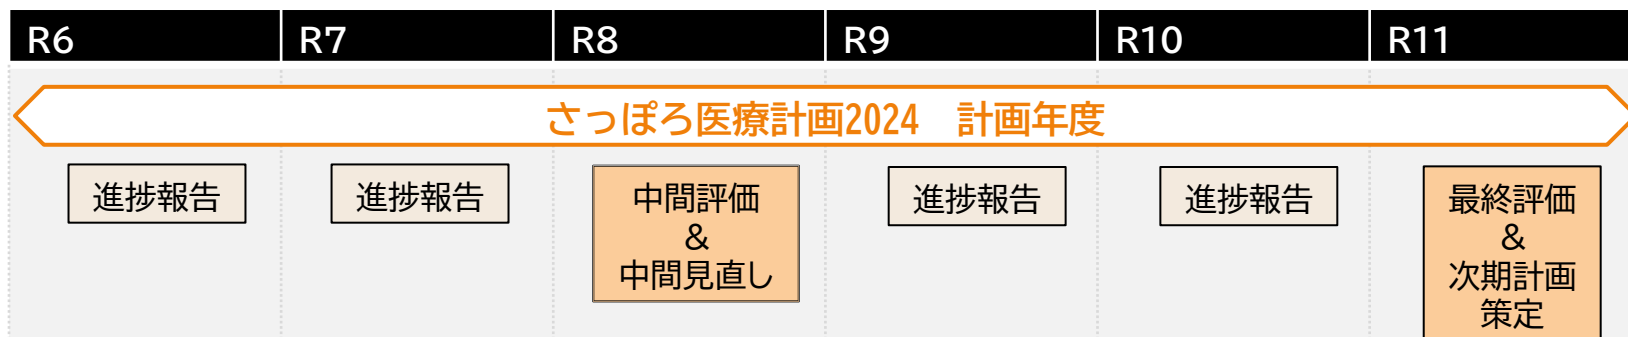 R6 R7 R8 R9 R10 R11
さっぽろ医療計画2024　計画年度
進捗報告
進捗報告
中間評価
&
中間見直し
進捗報告
進捗報告
最終評価
&
次期計画
策定